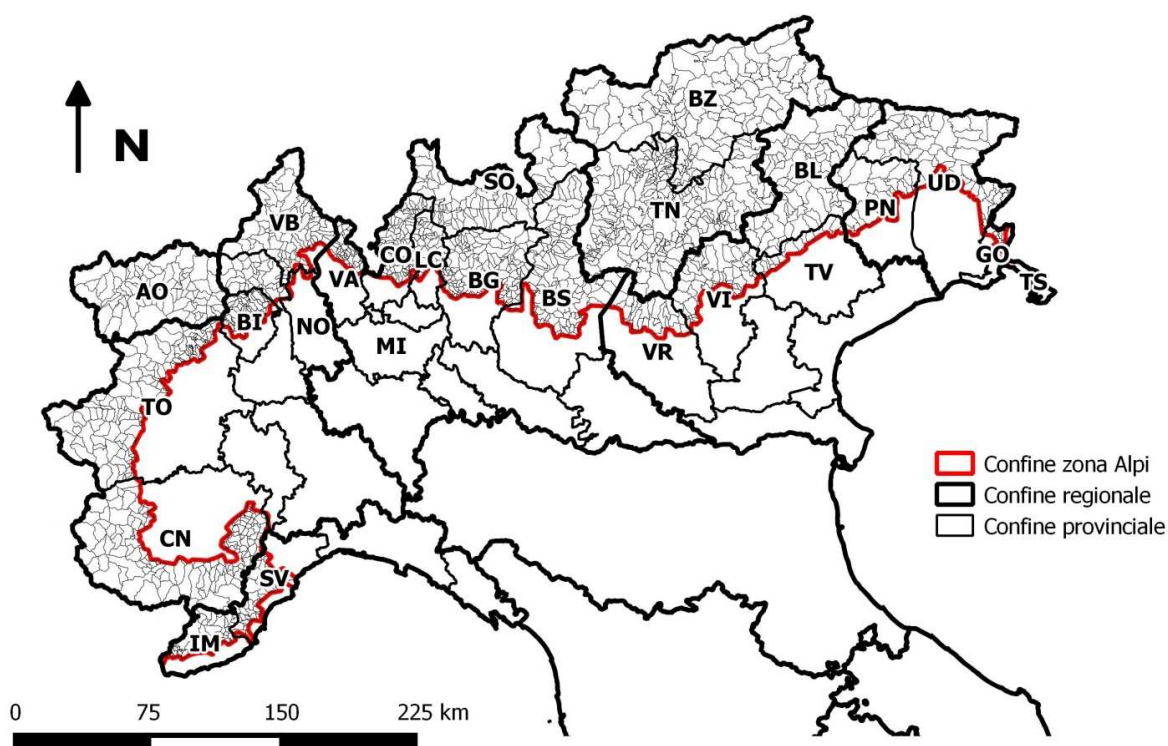 N
BZ
SO
BL
UD
PN
TN
VB
CO
LC
GO
VA
BG
TV
TS
AO
BS
VI
BI
NO
MI
VR
TO
Confine zona Alpi
Confine regionale
Confine provinciale
CN
SV
IM
0 75 150 225 km